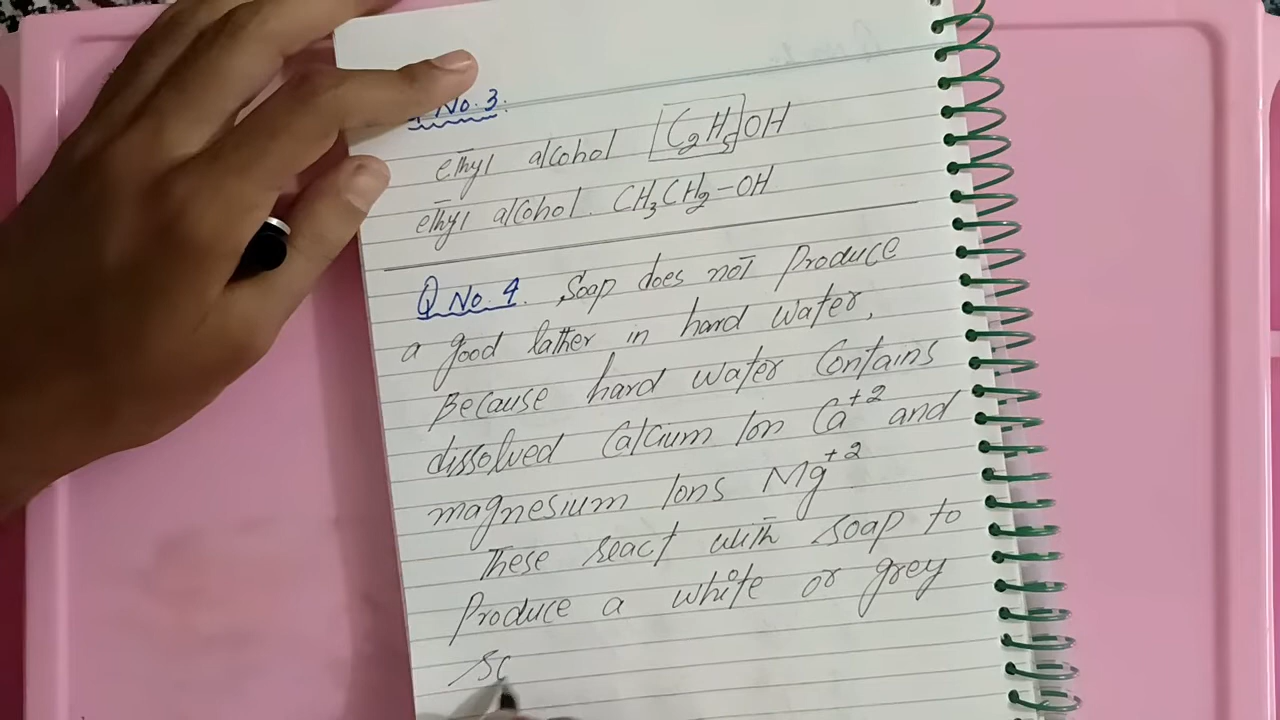 No. 3.
ethyl alcohol C₂H₅OH
ethyl alcohol. CH₃CH₂-OH
Q No. 4. Soap does not Produce
a good lather in hard water,
Because hard water Contains
dissolved Calcium Ion Ca⁺² and
magnesium Ions Mg⁺²
These react with soap to
Produce a white or grey
sc